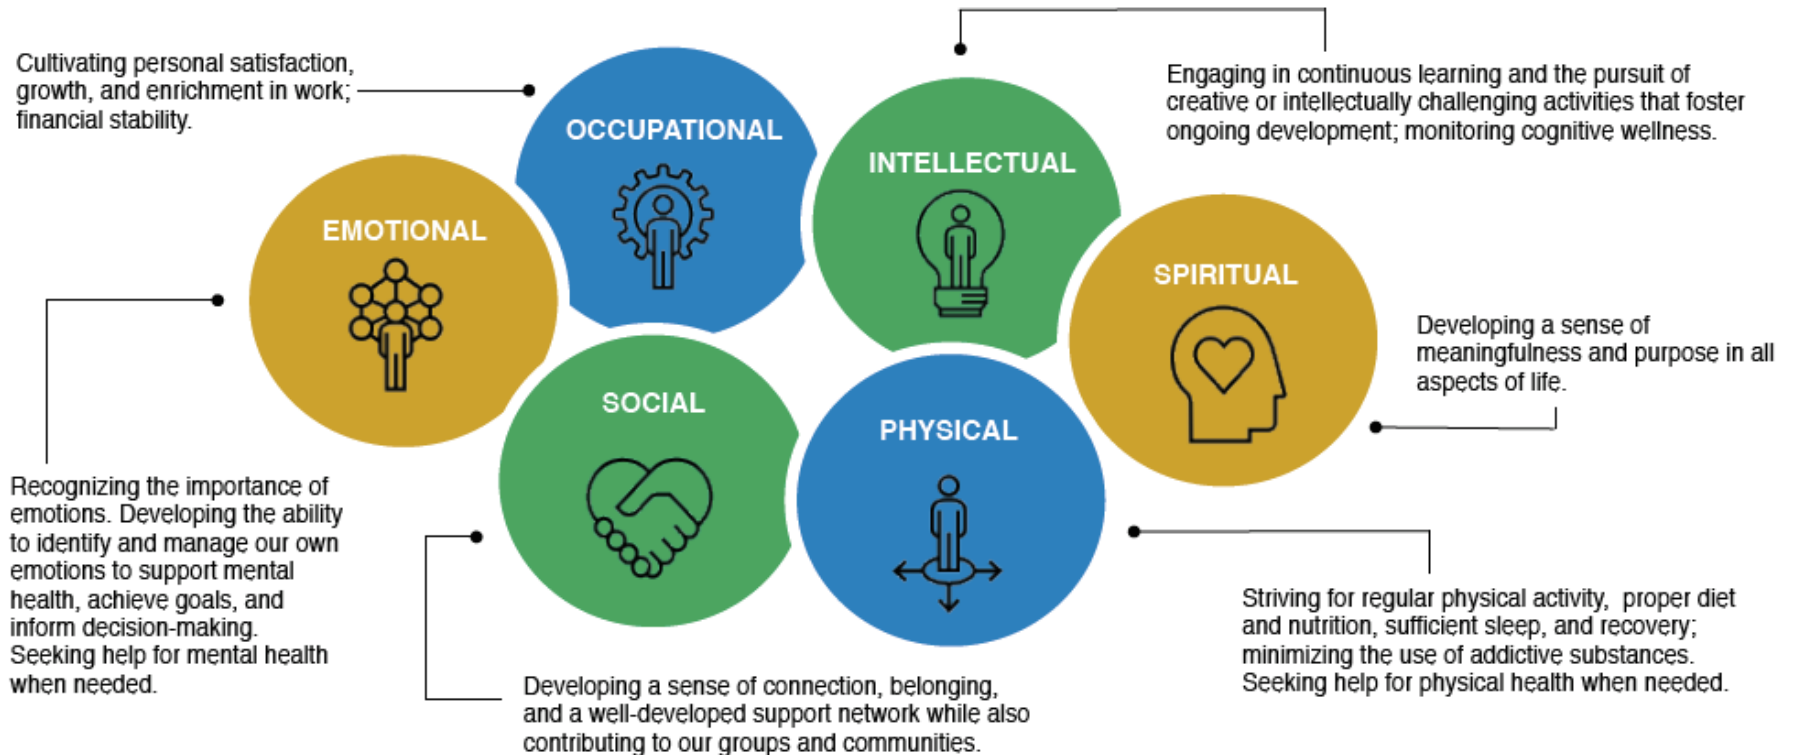 Cultivating personal satisfaction,
growth, and enrichment in work;
financial stability.
OCCUPATIONAL
Engaging in continuous learning and the pursuit of
creative or intellectually challenging activities that foster
ongoing development; monitoring cognitive wellness.
INTELLECTUAL
EMOTIONAL
SPIRITUAL
Developing a sense of
meaningfulness and purpose in all
aspects of life.
SOCIAL
PHYSICAL
Recognizing the importance of
emotions. Developing the ability
to identify and manage our own
emotions to support mental
health, achieve goals, and
inform decision-making.
Seeking help for mental health
when needed.
Striving for regular physical activity,  proper diet
and nutrition, sufficient sleep, and recovery;
minimizing the use of addictive substances.
Seeking help for physical health when needed.
Developing a sense of connection, belonging,
and a well-developed support network while also
contributing to our groups and communities.